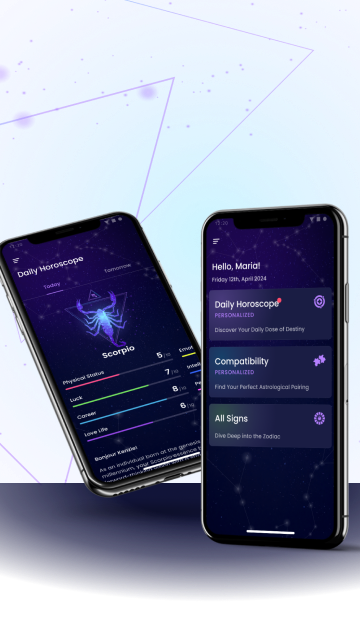 Daily Horoscope
Today
Tomorrow
Scorpio
Physical Status
5/10
Emot
Luck
7/10
Intell
Career
8/10
Love Life
6/10
Bonjour Kenzie!
As an individual born at the genesis
millennium, your Scorpio essence
Hello, Maria!
Friday 12th, April 2024
Daily Horoscope
PERSONALIZED
Discover Your Daily Dose of Destiny
Compatibility
PERSONALIZED
Find Your Perfect Astrological Pairing
All Signs
Dive Deep Into the Zodiac